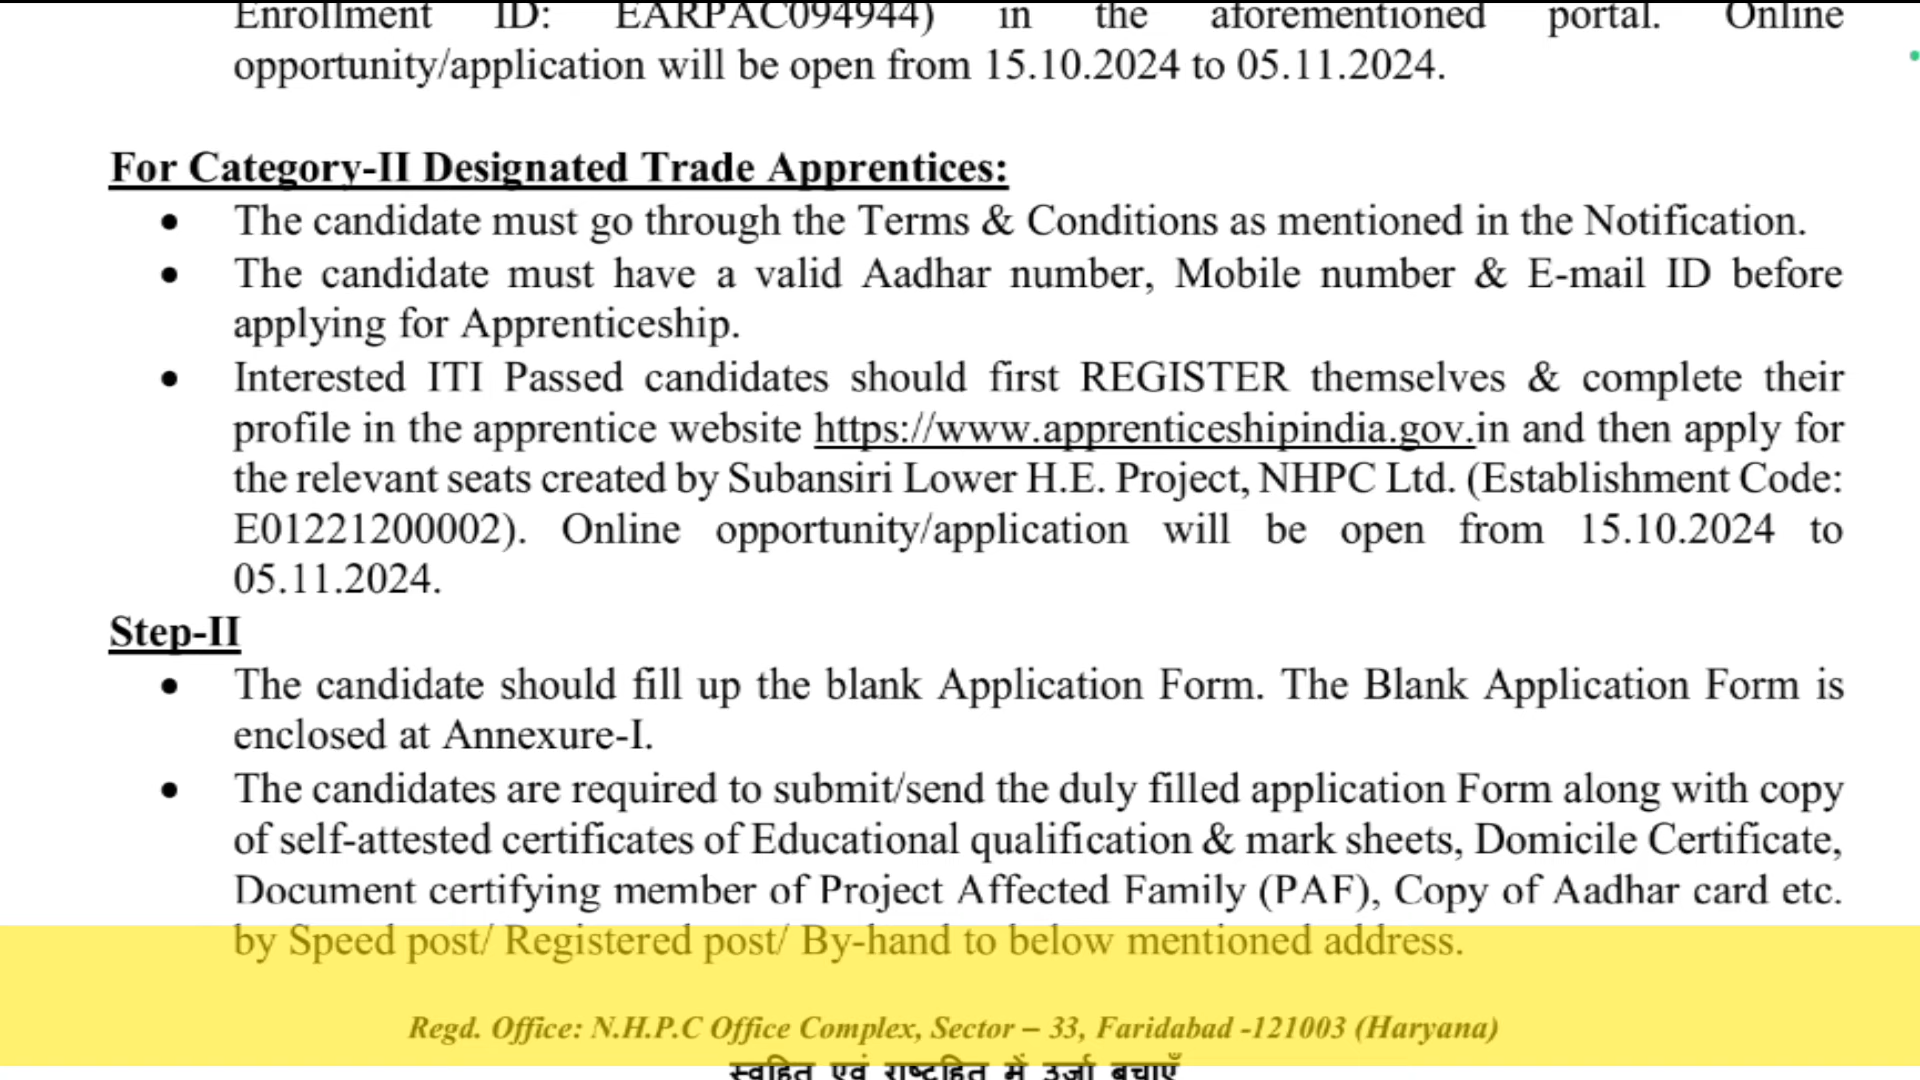 Enrollment ID: EARPAC094944) in the aforementioned portal. Online
opportunity/application will be open from 15.10.2024 to 05.11.2024.
For Category-II Designated Trade Apprentices:
• The candidate must go through the Terms & Conditions as mentioned in the Notification.
• The candidate must have a valid Aadhar number, Mobile number & E-mail ID before
applying for Apprenticeship.
• Interested ITI Passed candidates should first REGISTER themselves & complete their
profile in the apprentice website https://www.apprenticeshipindia.gov.in and then apply for
the relevant seats created by Subansiri Lower H.E. Project, NHPC Ltd. (Establishment Code:
E01221200002). Online opportunity/application will be open from 15.10.2024 to
05.11.2024.
Step-II
• The candidate should fill up the blank Application Form. The Blank Application Form is
enclosed at Annexure-I.
• The candidates are required to submit/send the duly filled application Form along with copy
of self-attested certificates of Educational qualification & mark sheets, Domicile Certificate,
Document certifying member of Project Affected Family (PAF), Copy of Aadhar card etc.
by Speed post/ Registered post/ By-hand to below mentioned address.
Regd. Office: N.H.P.C Office Complex, Sector – 33, Faridabad -121003 (Haryana)
स्वहित एवं राष्ट्रहित में उर्जा बचाएँ